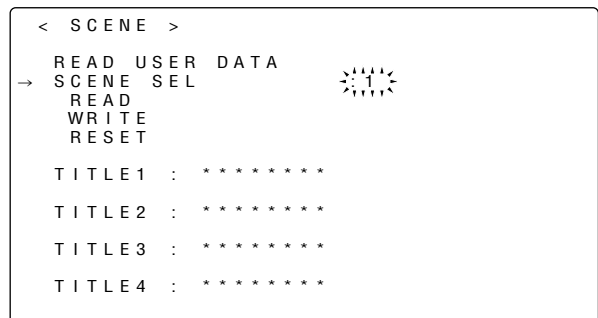 < SCENE >
READ USER DATA
→ SCENE SEL : 1
READ
WRITE
RESET
TITLE1 : ********
TITLE2 : ********
TITLE3 : ********
TITLE4 : ********